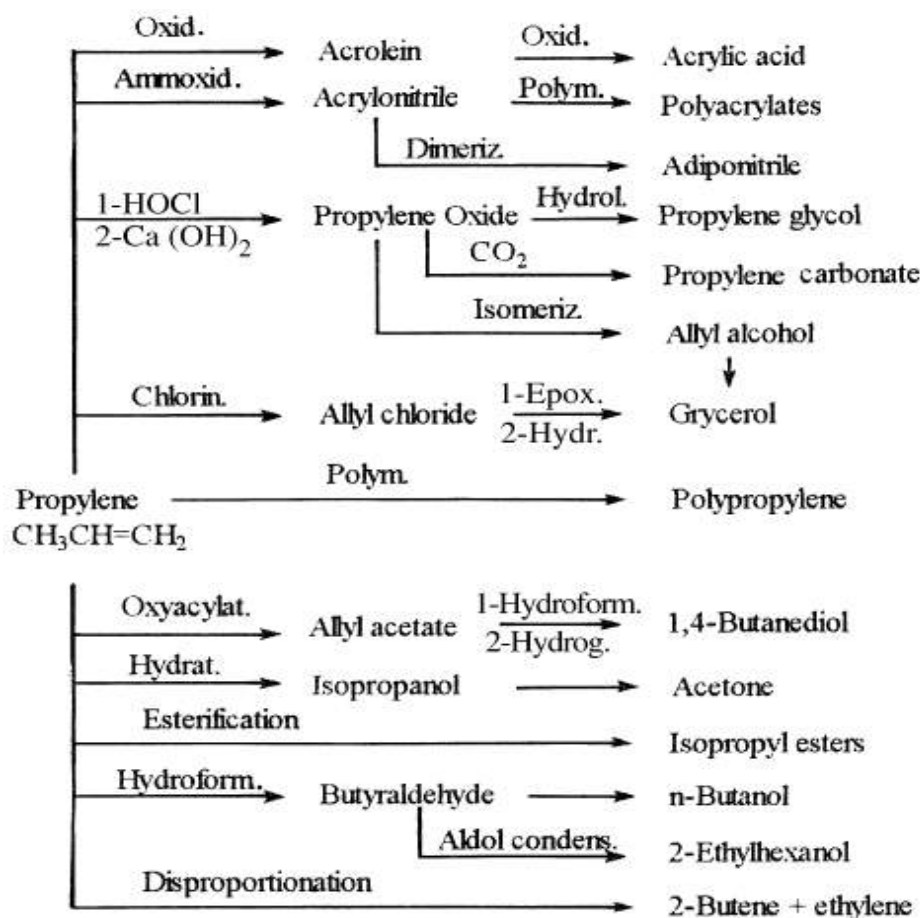 Oxid.
Acrolein
Oxid.
Acrylic acid
Ammoxid.
Acrylonitrile
Polym.
Polyacrylates
Dimeriz.
Adiponitrile
1-HOCl
2-Ca (OH)2
Propylene Oxide
Hydrol.
Propylene glycol
CO2
Propylene carbonate
Isomeriz.
Allyl alcohol
Chlorin.
Allyl chloride
1-Epox.
2-Hydr.
Grycerol
Polym.
Propylene
CH3CH=CH2
Polypropylene
Oxyacylat.
Allyl acetate
1-Hydroform.
2-Hydrog.
1,4-Butanediol
Hydrat.
Isopropanol
Acetone
Esterification
Isopropyl esters
Hydroform.
Butyraldehyde
n-Butanol
Aldol condens.
2-Ethylhexanol
Disproportionation
2-Butene + ethylene